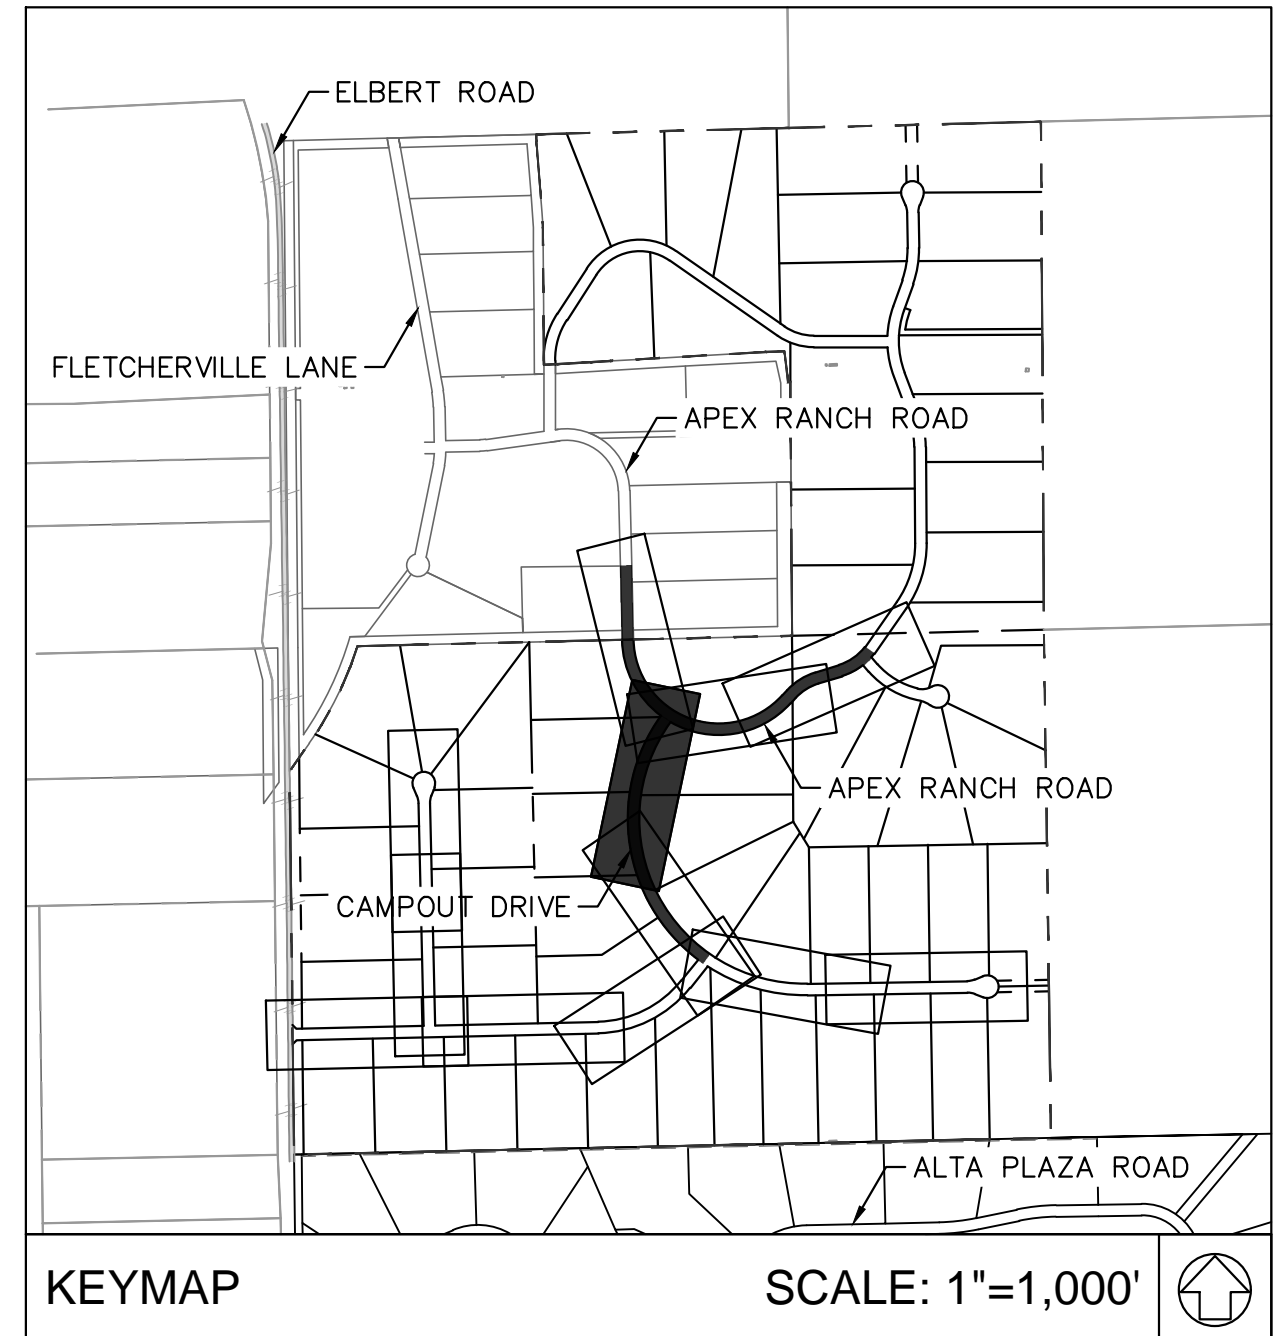 ELBERT ROAD
FLETCHERVILLE LANE
APEX RANCH ROAD
APEX RANCH ROAD
CAMPOUT DRIVE
ALTA PLAZA ROAD
KEYMAP
SCALE: 1"=1,000'